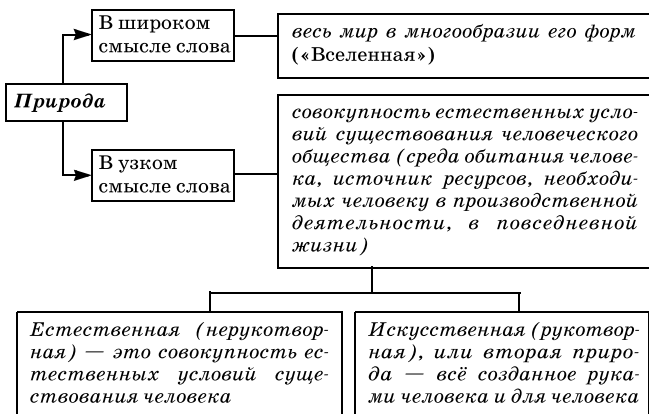 В широком
смысле слова
весь мир в многообразии его форм
(«Вселенная»)
Природа
В узком
смысле слова
совокупность естественных усло-
вий существования человеческого
общества (среда обитания челове-
ка, источник ресурсов, необходи-
мых человеку в производственной
деятельности, в повседневной
жизни)
Естественная (нерукотвор-
ная) — это совокупность ес-
тественных условий суще-
ствования человека
Искусственная (рукотвор-
ная), или вторая приро-
да — всё созданное рука-
ми человека и для человека